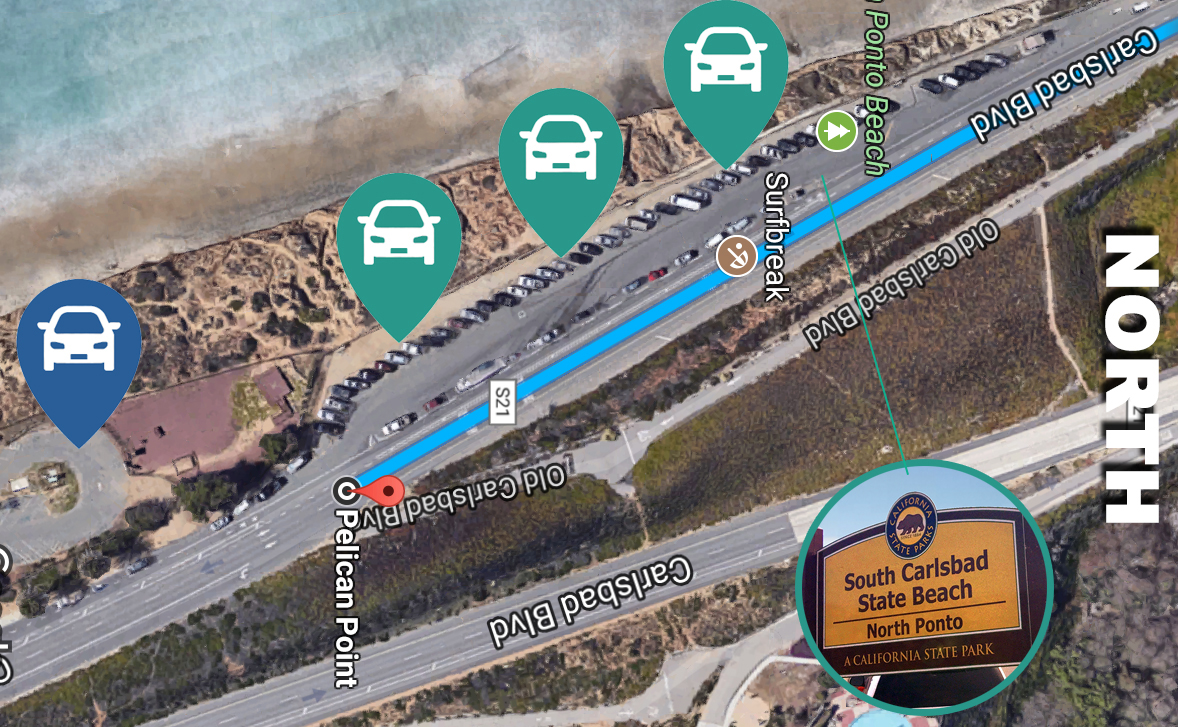 Ponto Beach
Carlsbad Blvd
Surfbreak
Old Carlsbad Blvd
NORTH
S21
Old Carlsbad Blvd
Pelican Point
Carlsbad Blvd
CALIFORNIA
STATE PARKS
South Carlsbad
State Beach
North Ponto
A CALIFORNIA STATE PARK